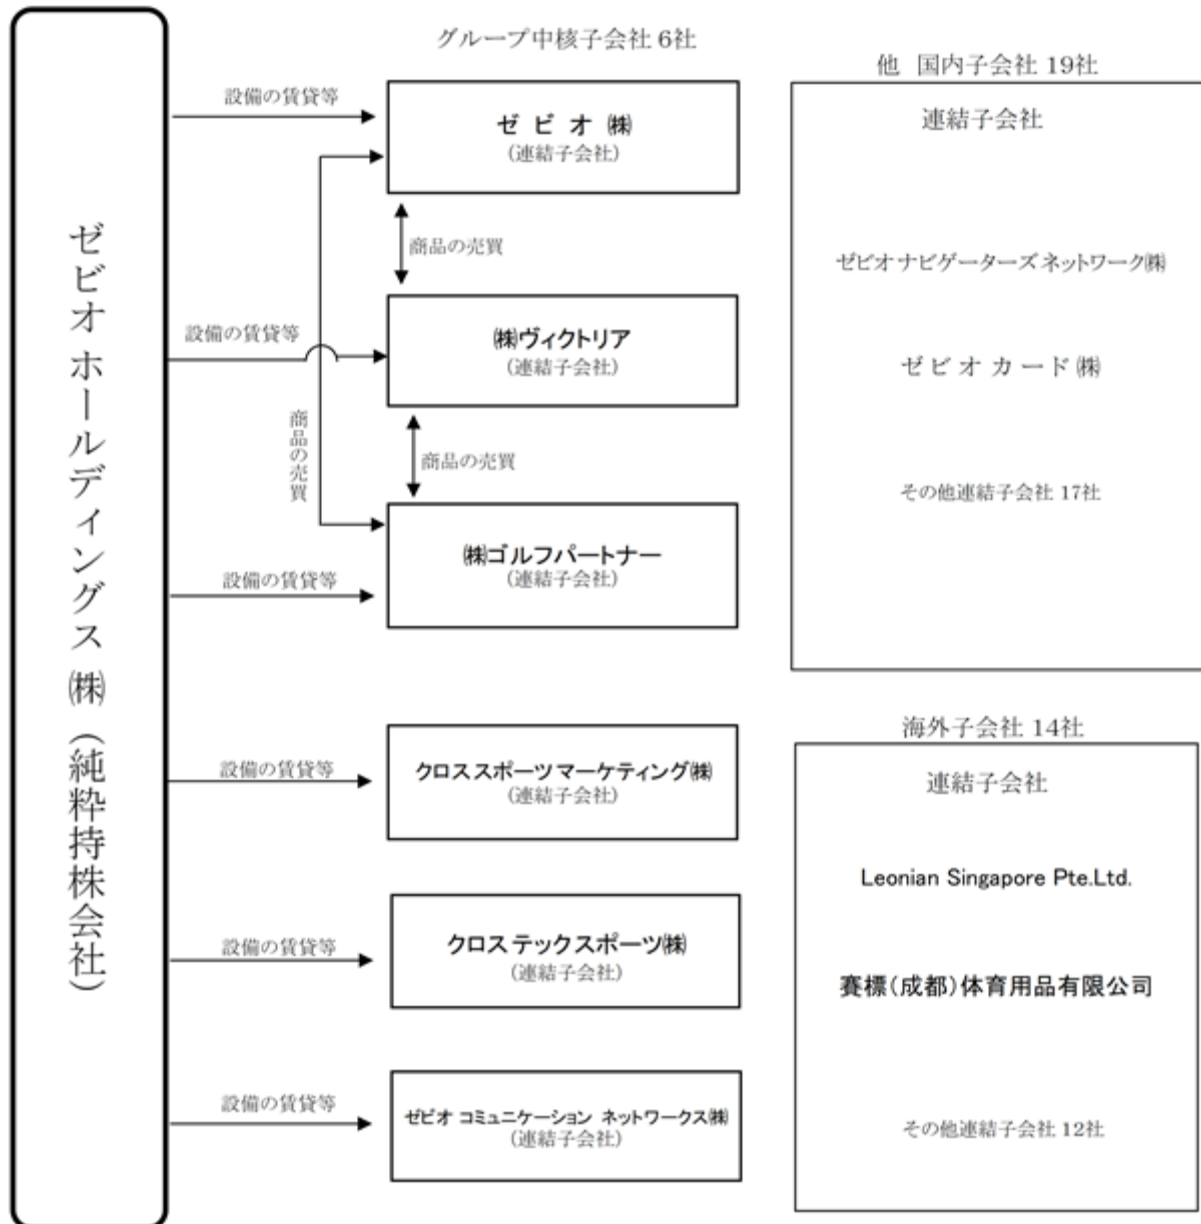 ゼビオホールディングス㈱（純粋持株会社）
グループ中核子会社 6社
設備の賃貸等
ゼ ビ オ ㈱
(連結子会社)
商品の売買
設備の賃貸等
㈱ヴィクトリア
(連結子会社)
商品の売買
商品の売買
㈱ゴルフパートナー
(連結子会社)
設備の賃貸等
設備の賃貸等
クロススポーツマーケティング㈱
(連結子会社)
設備の賃貸等
クロステックスポーツ㈱
(連結子会社)
設備の賃貸等
ゼビオ コミュニケーション ネットワークス㈱
(連結子会社)
他 国内子会社 19社
連結子会社
ゼビオナビゲーターズネットワーク㈱
ゼ ビ オ カ ー ド ㈱
その他連結子会社 17社
海外子会社 14社
連結子会社
Leonian Singapore Pte.Ltd.
賽標(成都)体育用品有限公司
その他連結子会社 12社